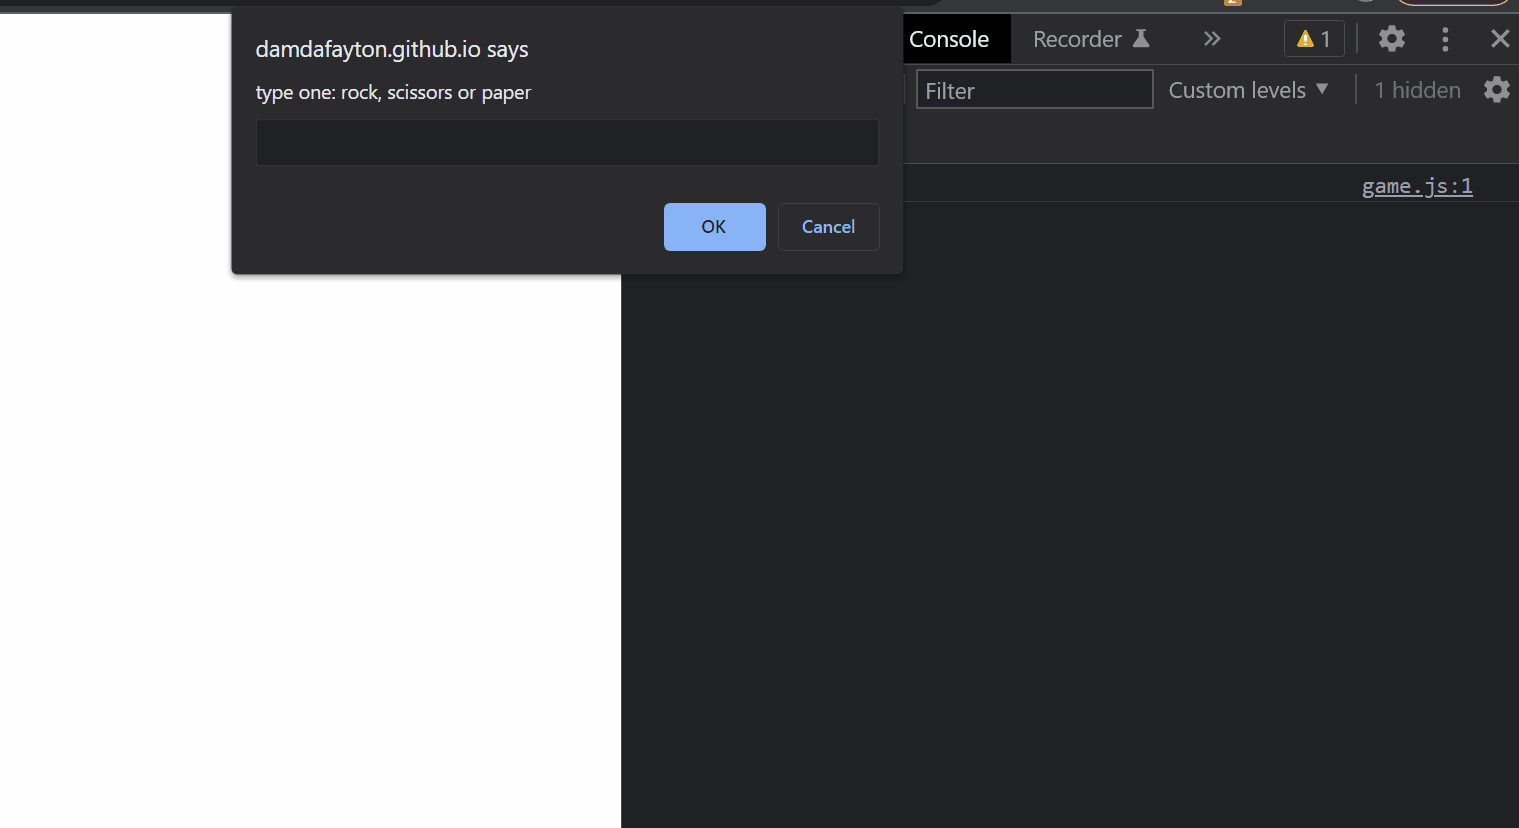 damdafayton.github.io says
type one: rock, scissors or paper
OK
Cancel
Console
Recorder
1
Filter
Custom levels
1 hidden
game.js:1